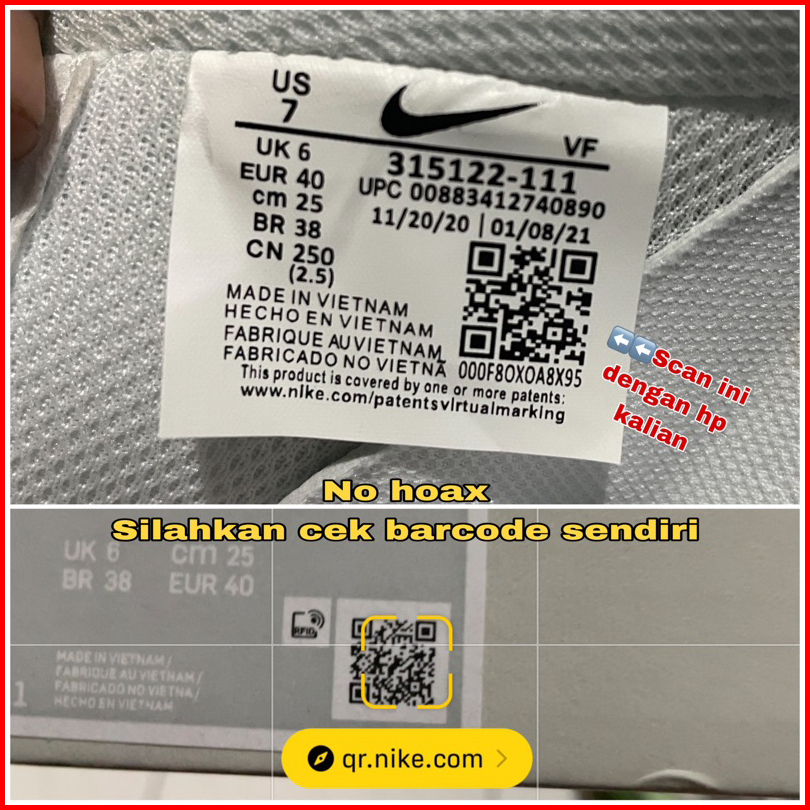 US
7
VF
UK 6
EUR 40
cm 25
BR 38
CN 250
(2.5)
315122-111
UPC 00883412740890
11/20/20 | 01/08/21
MADE IN VIETNAM
HECHO EN VIETNAM
FABRIQUE AU VIETNAM
FABRICADO NO VIETNÃ
000F8OXOA8X95
This product is covered by one or more patents:
www.nike.com/patentsvirtualmarking
Scan ini
dengan hp
kalian
No hoax
Silahkan cek barcode sendiri
UK 6 cm 25
BR 38 EUR 40
RFID
MADE IN VIETNAM/
FABRIQUE AU VIETNAM/
FABRICADO NO VIETNA/
HECHO EN VIETNAM
1
qr.nike.com